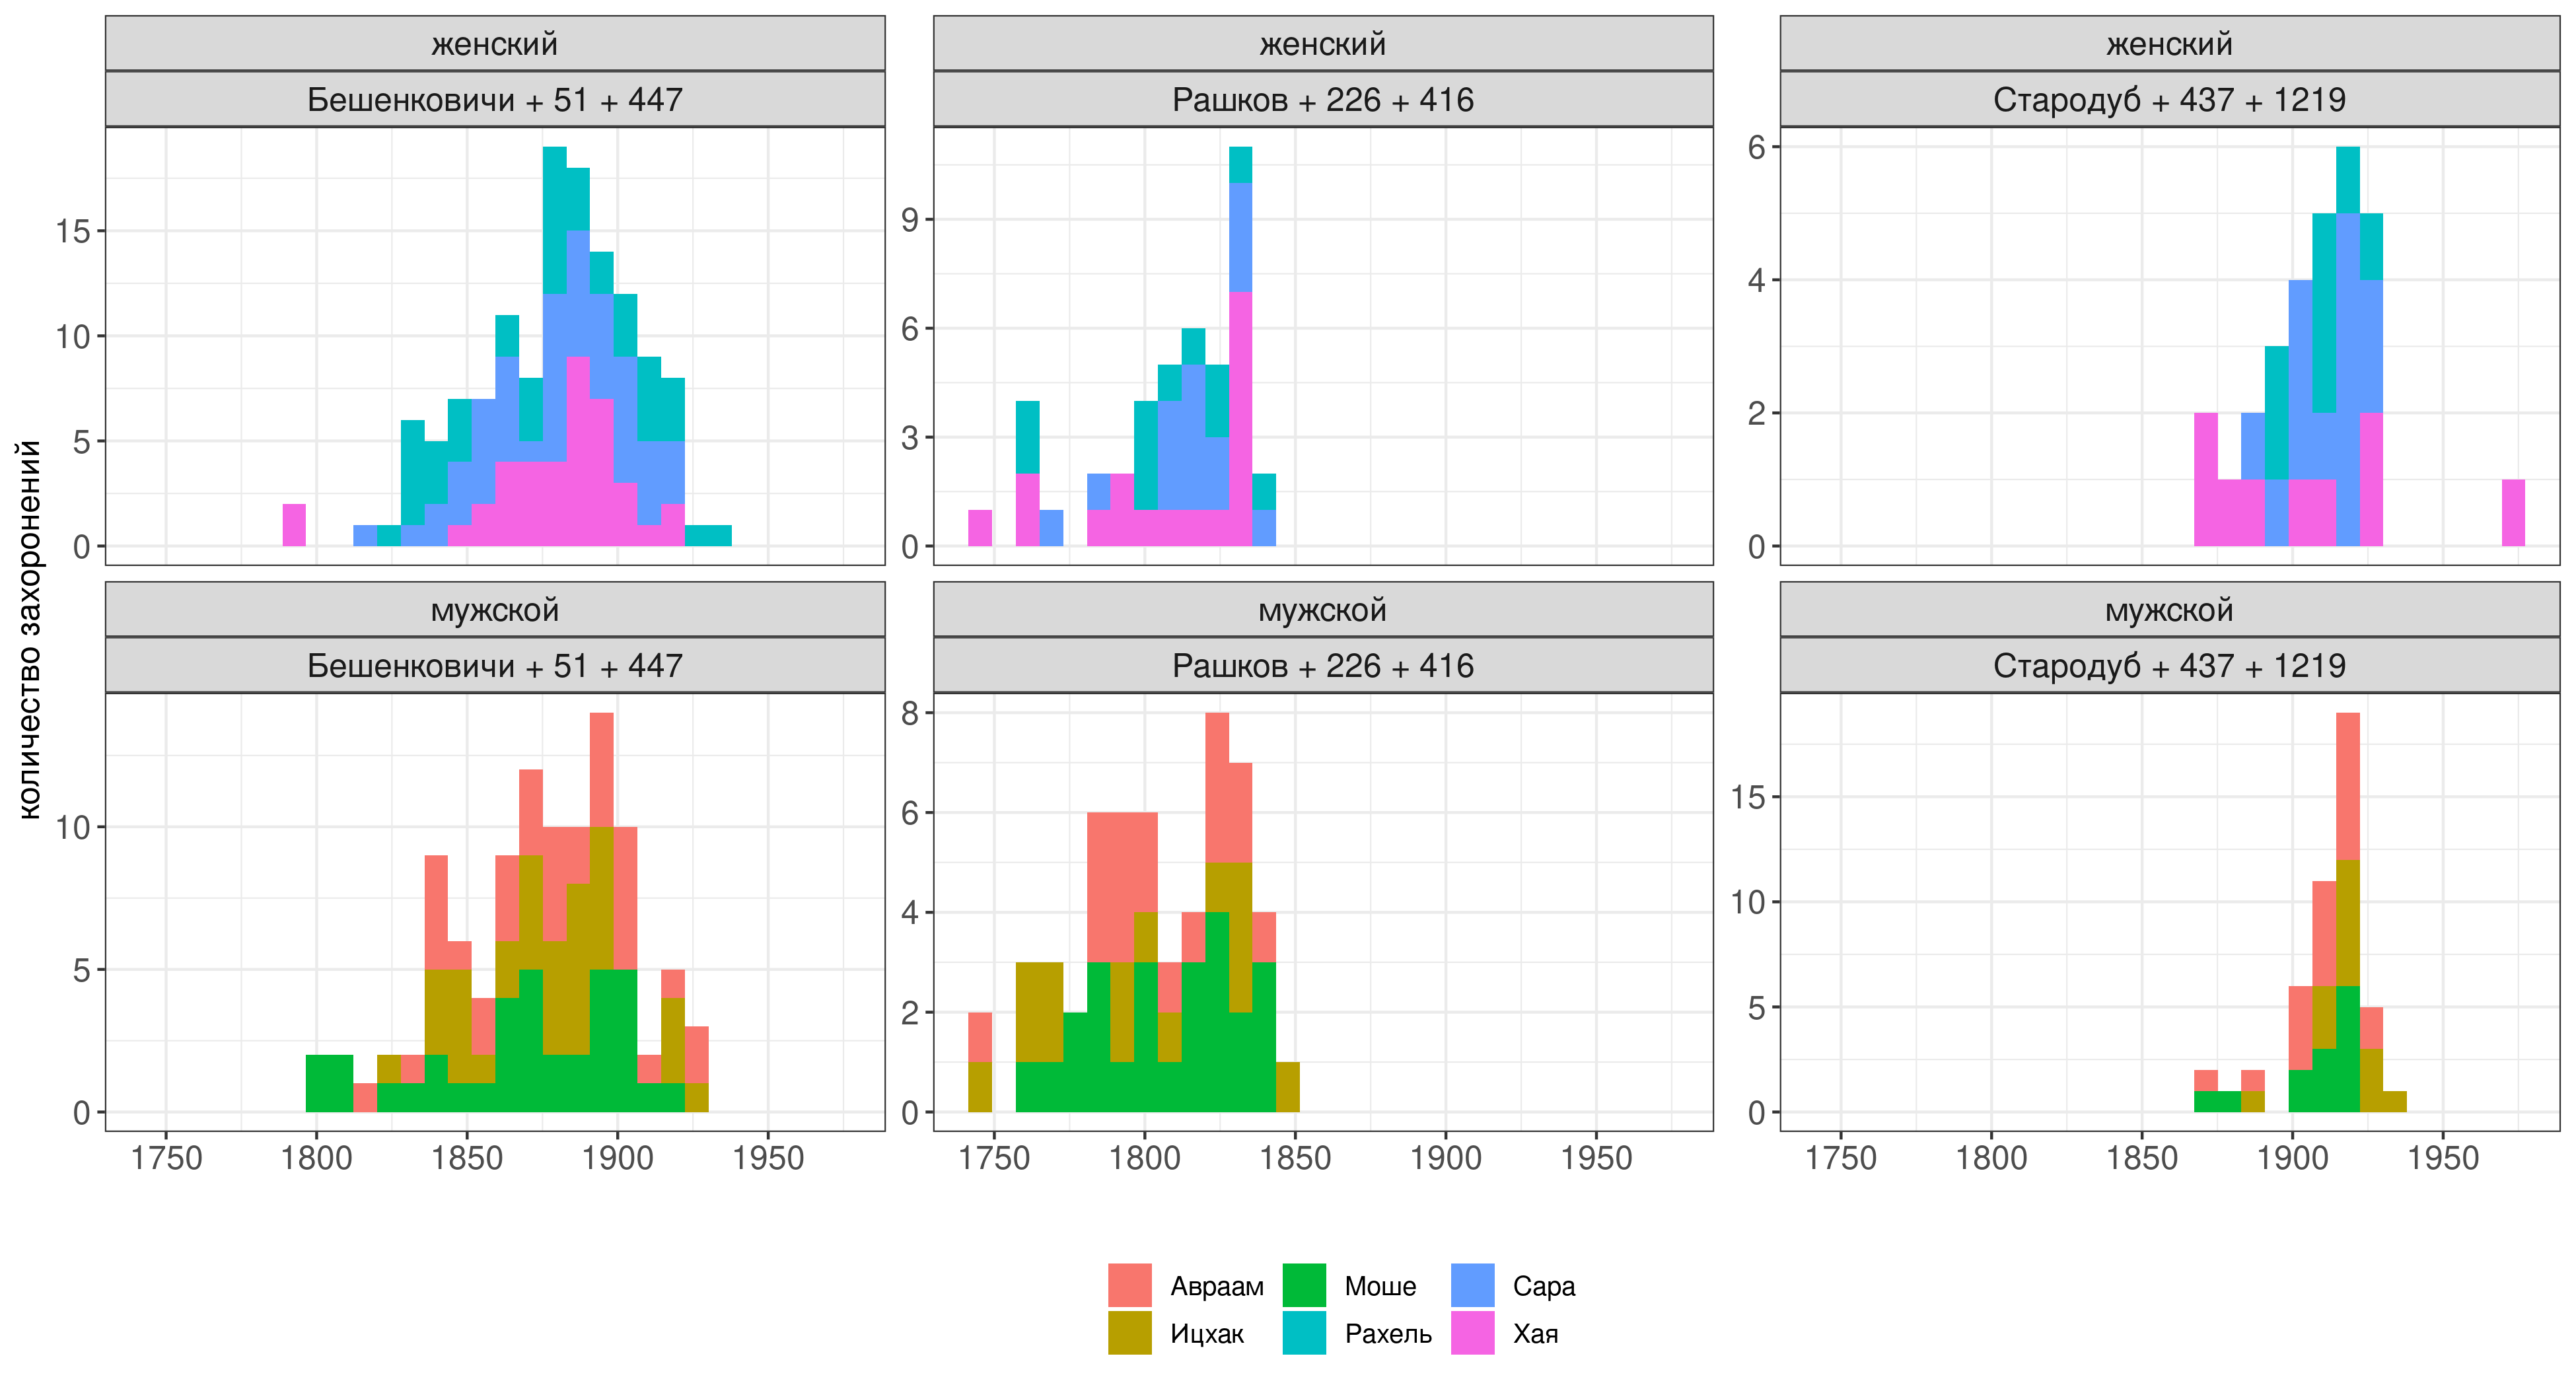 женский
женский
женский
Бешенковичи + 51 + 447
Рашков + 226 + 416
Стародуб + 437 + 1219
15
10
5
0
9
6
3
0
6
4
2
0
количество захоронений
мужской
мужской
мужской
Бешенковичи + 51 + 447
Рашков + 226 + 416
Стародуб + 437 + 1219
10
5
0
8
6
4
2
0
15
10
5
0
1750 1800 1850 1900 1950
1750 1800 1850 1900 1950
1750 1800 1850 1900 1950
Авраам Моше Сара
Ицхак Рахель Хая